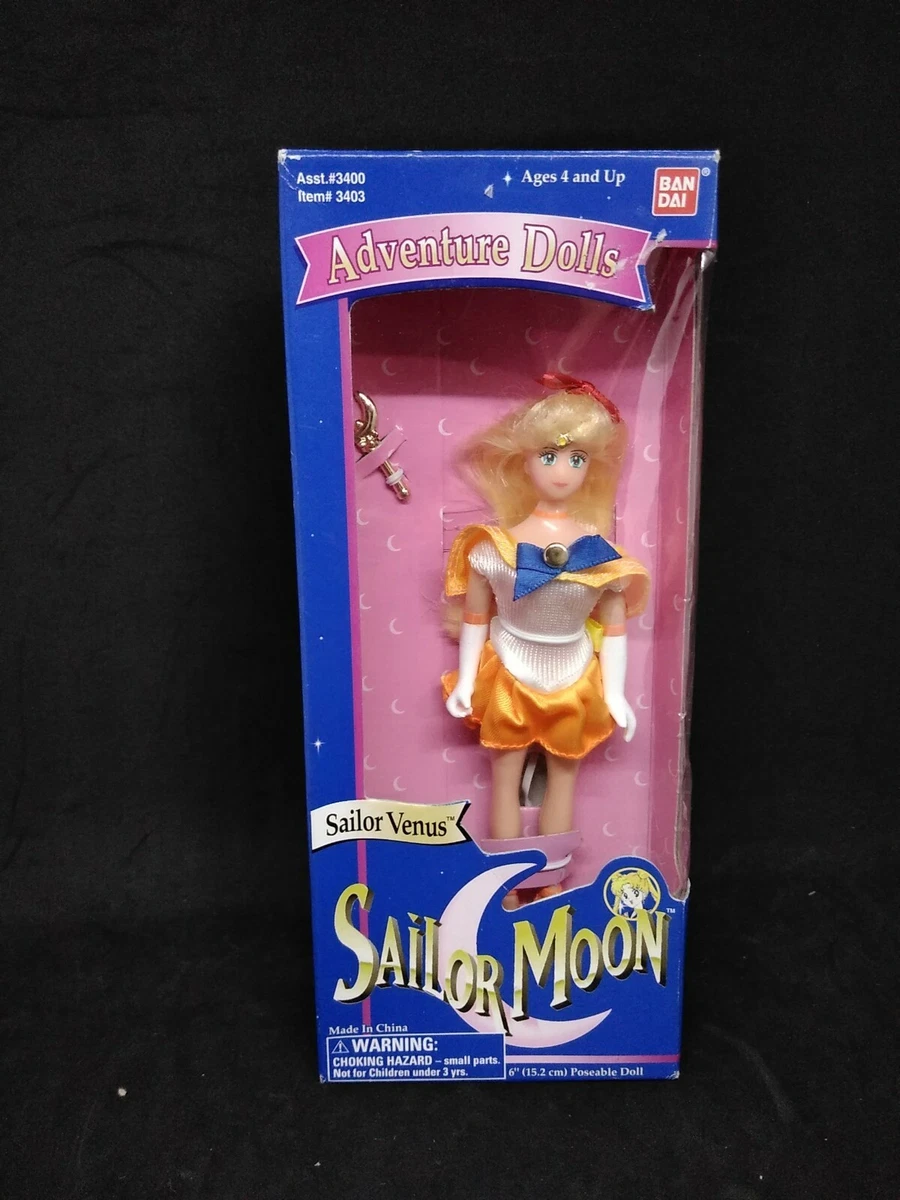 Asst.#3400
Item# 3403
Ages 4 and Up
BAN
DAI
®
Adventure Dolls
Sailor Venus™
SAILOR MOON™
Made In China
⚠ WARNING:
CHOKING HAZARD – small parts.
Not for Children under 3 yrs.
6" (15.2 cm) Poseable Doll